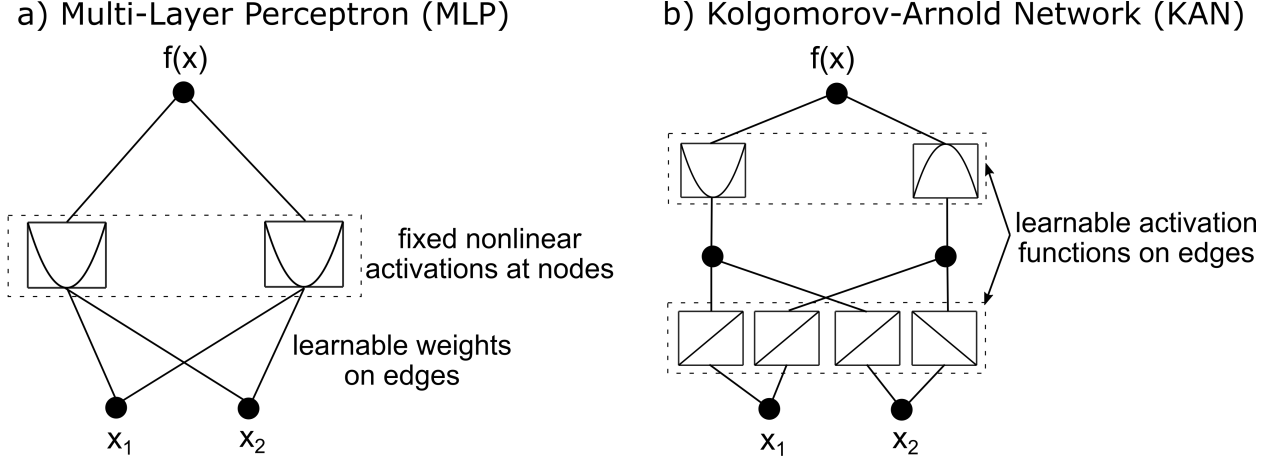 a) Multi-Layer Perceptron (MLP)
f(x)
fixed nonlinear
activations at nodes
learnable weights
on edges
x1
x2
b) Kolgomorov-Arnold Network (KAN)
f(x)
learnable activation
functions on edges
x1
x2